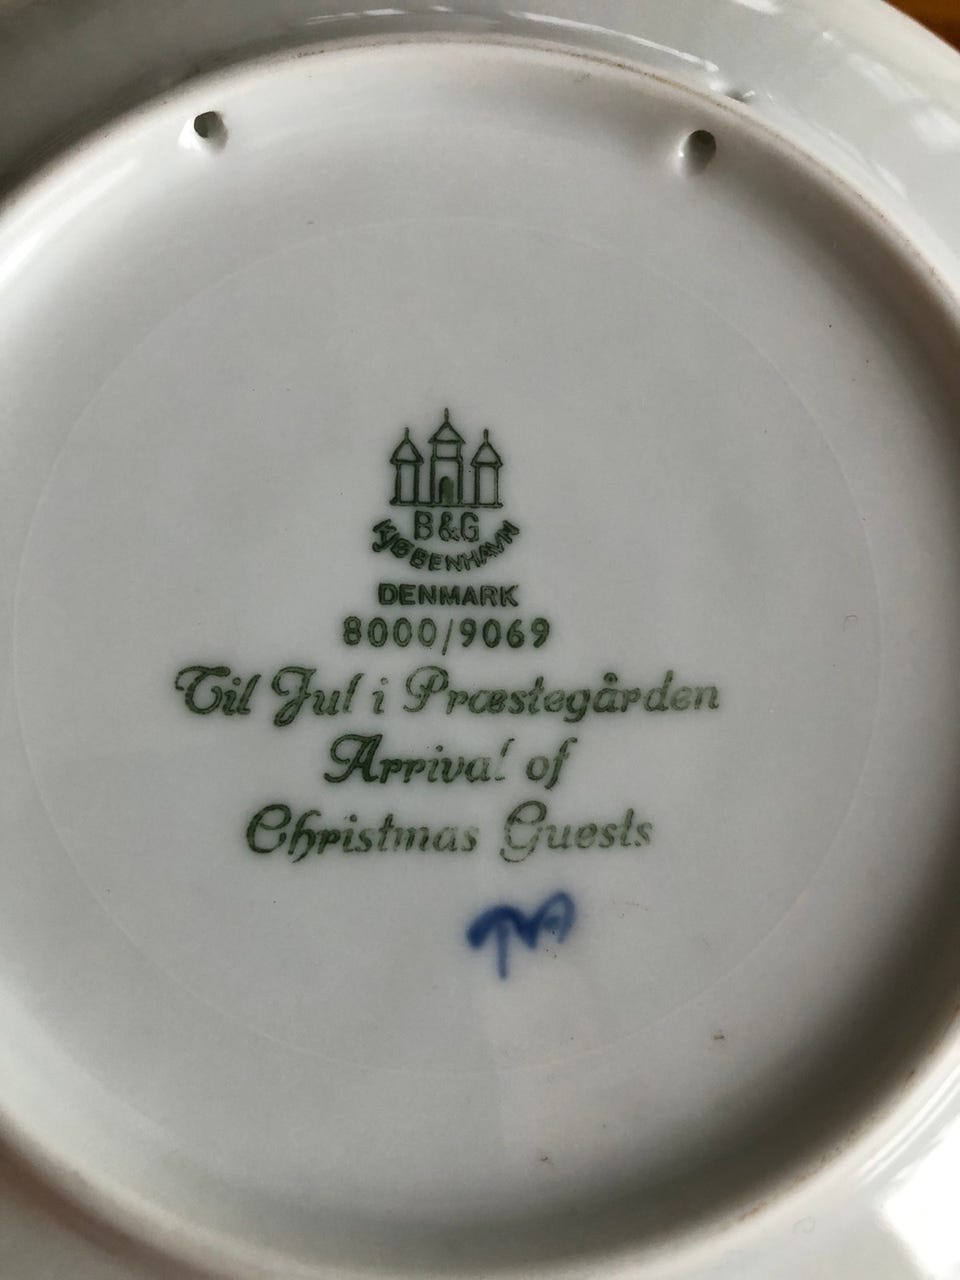 B&G
KJØBENHAVN
DENMARK
8000/9069
Til Jul i Præstegården
Arrival of
Christmas Guests